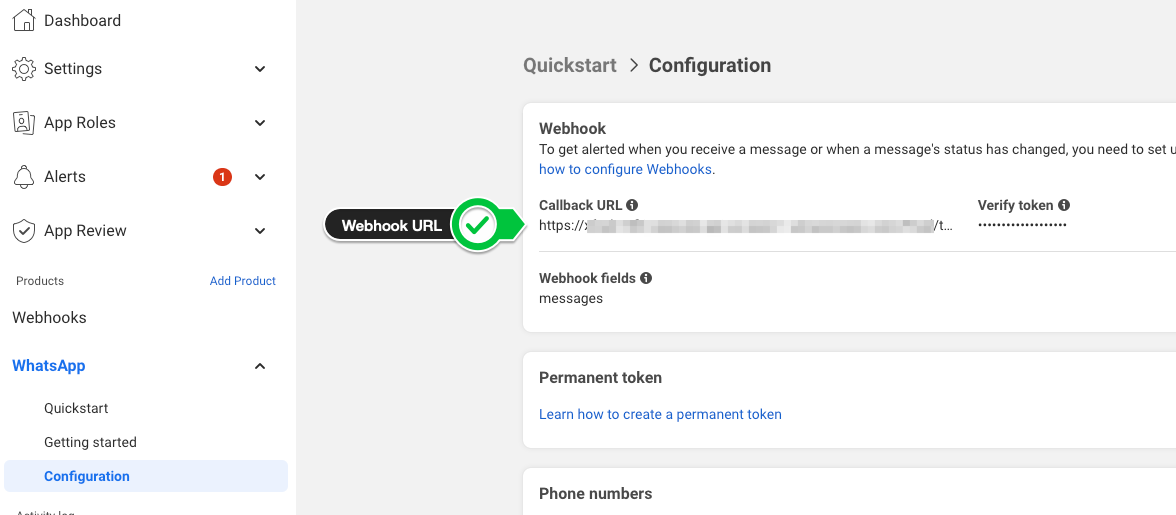 Dashboard
Settings
App Roles
Alerts
1
App Review
Products
Add Product
Webhooks
WhatsApp
Quickstart
Getting started
Configuration
Activity log
Quickstart > Configuration
Webhook
To get alerted when you receive a message or when a message's status has changed, you need to set u
how to configure Webhooks.
Webhook URL
Callback URL
https://
/t...
Verify token
•••••••••••••••••••
Webhook fields
messages
Permanent token
Learn how to create a permanent token
Phone numbers